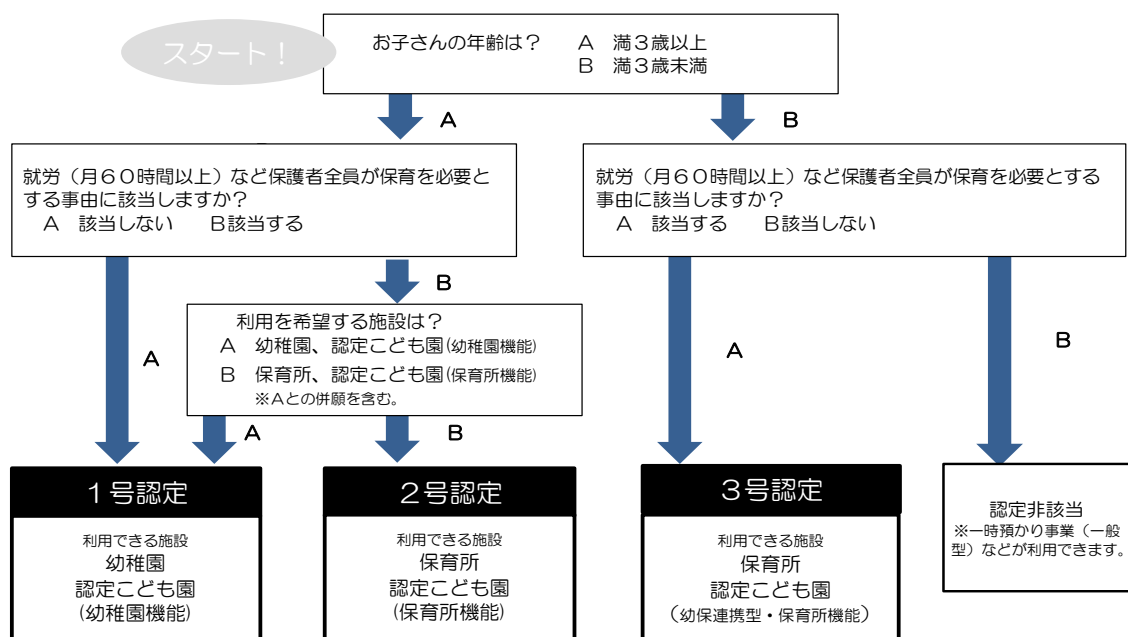 スタート！
お子さんの年齢は？　A　満３歳以上
B　満３歳未満
A
B
就労（月６０時間以上）など保護者全員が保育を必要と
する事由に該当しますか？
A　該当しない　　B該当する
就労（月６０時間以上）など保護者全員が保育を必要とする
事由に該当しますか？
A　該当する　　B該当しない
B
利用を希望する施設は？
A　幼稚園、認定こども園(幼稚園機能)
B　保育所、認定こども園(保育所機能)
※Aとの併願を含む。
A
A
B
A
B
１号認定
利用できる施設
幼稚園
認定こども園
(幼稚園機能)
２号認定
利用できる施設
保育所
認定こども園
(保育所機能)
３号認定
利用できる施設
保育所
認定こども園
（幼保連携型・保育所機能）
認定非該当
※一時預かり事業（一般
型）などが利用できます。